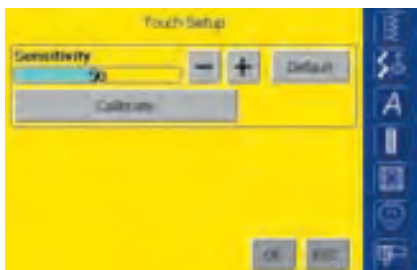 Touch Setup
Sensitivity
50
− + Default
Calibrate
OK ESC
A